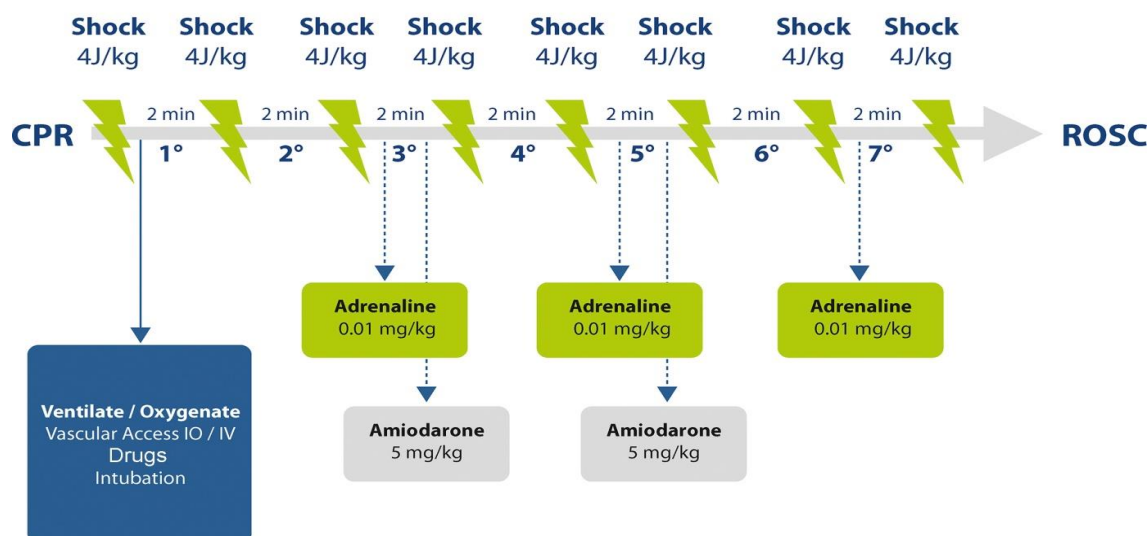 Shock Shock Shock Shock Shock Shock Shock Shock
4J/kg 4J/kg 4J/kg 4J/kg 4J/kg 4J/kg 4J/kg 4J/kg
2 min 2 min 2 min 2 min 2 min 2 min 2 min
CPR ROSC
1° 2° 3° 4° 5° 6° 7°
Adrenaline Adrenaline Adrenaline
0.01 mg/kg 0.01 mg/kg 0.01 mg/kg
Ventilate / Oxygenate
Vascular Access IO / IV
Drugs
Intubation
Amiodarone Amiodarone
5 mg/kg 5 mg/kg